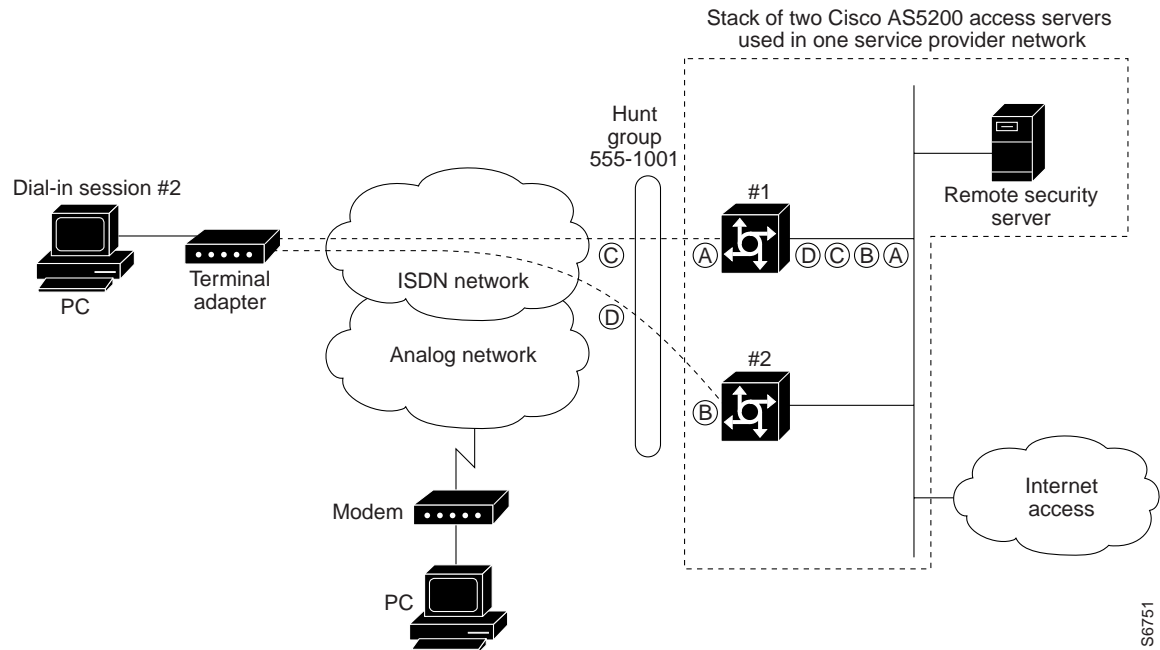 Stack of two Cisco AS5200 access servers
used in one service provider network
Hunt
group
555-1001
Dial-in session #2
PC
Terminal
adapter
ISDN network
Analog network
C
D
#1
A
D C B A
Remote security
server
#2
B
Internet
access
Modem
PC
S6751